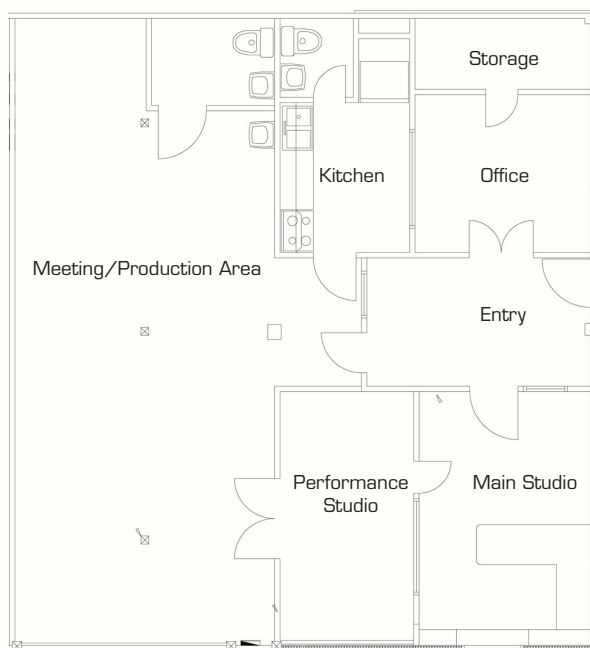 Storage
Kitchen
Office
Meeting/Production Area
Entry
Performance
Studio
Main Studio